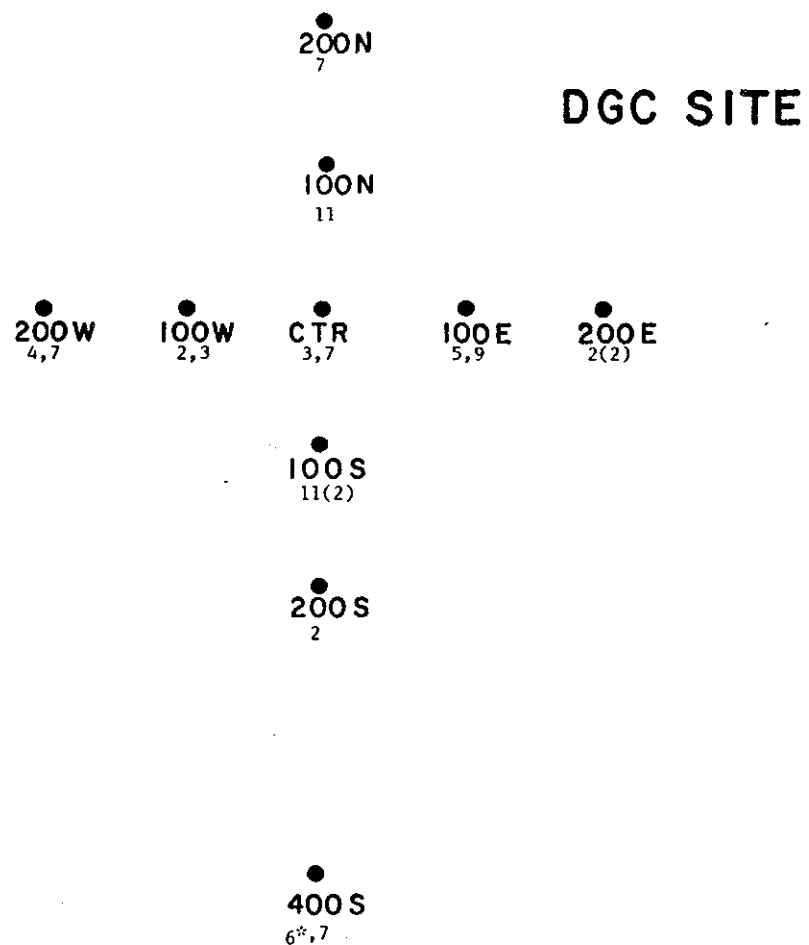 200N
7
DGC SITE
100N
11
200W 100W CTR 100E 200E
4,7 2,3 3,7 5,9 2(2)
100S
11(2)
200S
2
400S
6*,7